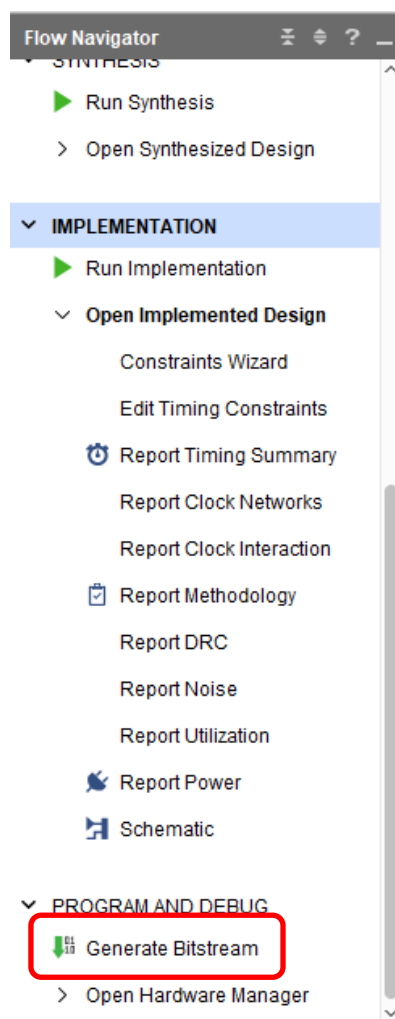 Flow Navigator ?
SYNTHESIS
Run Synthesis
Open Synthesized Design
IMPLEMENTATION
Run Implementation
Open Implemented Design
Constraints Wizard
Edit Timing Constraints
Report Timing Summary
Report Clock Networks
Report Clock Interaction
Report Methodology
Report DRC
Report Noise
Report Utilization
Report Power
Schematic
PROGRAM AND DEBUG
Generate Bitstream
Open Hardware Manager